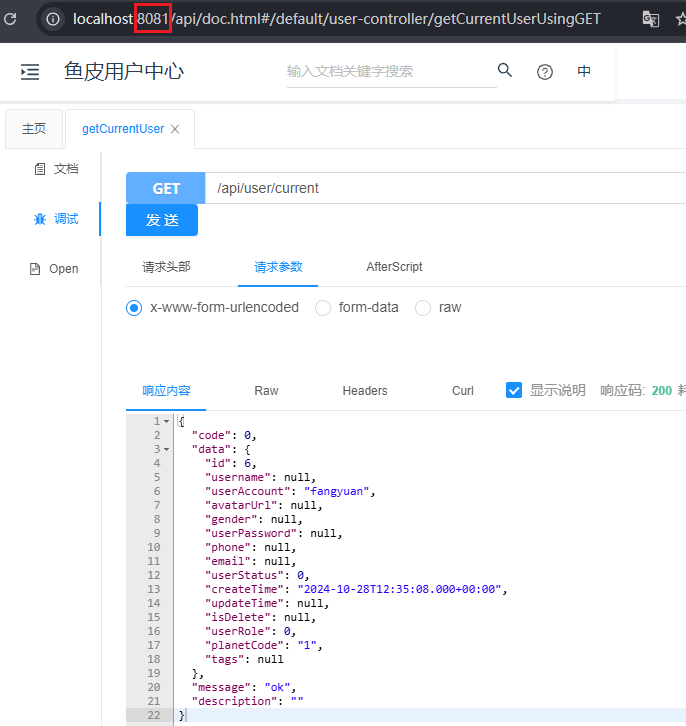 localhost:8081/api/doc.html#/default/user-controller/getCurrentUserUsingGET
鱼皮用户中心
输入文档关键字搜索
中
主页
getCurrentUser
文档
GET
/api/user/current
发 送
调试
Open
请求头部
请求参数
AfterScript
x-www-form-urlencoded
form-data
raw
响应内容
Raw
Headers
Curl
显示说明
响应码: 200
1 {
2 "code": 0,
3 "data": {
4 "id": 6,
5 "username": null,
6 "userAccount": "fangyuan",
7 "avatarUrl": null,
8 "gender": null,
9 "userPassword": null,
10 "phone": null,
11 "email": null,
12 "userStatus": 0,
13 "createTime": "2024-10-28T12:35:08.000+00:00",
14 "updateTime": null,
15 "isDelete": null,
16 "userRole": 0,
17 "planetCode": "1",
18 "tags": null
19 },
20 "message": "ok",
21 "description": ""
22 }